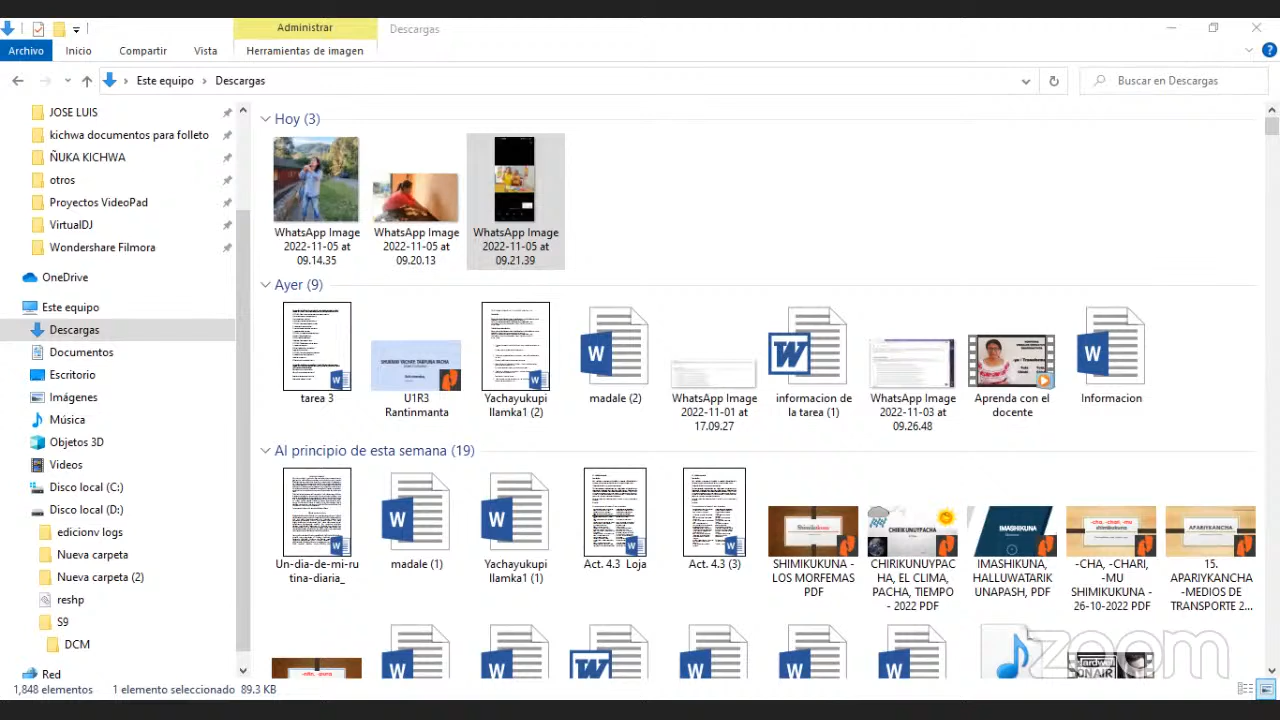 Administrar
Descargas
Archivo
Inicio
Compartir
Vista
Herramientas de imagen
Este equipo
Descargas
Buscar en Descargas
JOSE LUIS
kichwa documentos para folleto
ÑUKA KICHWA
otros
Proyectos VideoPad
VirtualDJ
Wondershare Filmora
OneDrive
Este equipo
Descargas
Documentos
Escritorio
Imágenes
Música
Objetos 3D
Videos
Disco local (C:)
Disco local (D:)
edicionv logs
Nueva carpeta
Nueva carpeta (2)
reshp
S9
DCM
Red
Hoy (3)
WhatsApp Image
2022-11-05 at
09.14.35
WhatsApp Image
2022-11-05 at
09.20.13
WhatsApp Image
2022-11-05 at
09.21.39
Ayer (9)
tarea 3
U1R3
Rantinmanta
Yachayukupi
llamka1 (2)
madale (2)
WhatsApp Image
2022-11-01 at
17.09.27
informacion de
la tarea (1)
WhatsApp Image
2022-11-03 at
09.26.48
Aprenda con el
docente
Informacion
Al principio de esta semana (19)
Un-dia-de-mi-ru
tina-diaria_
madale (1)
Yachayukupi
llamka1 (1)
Act. 4.3 Loja
Act. 4.3 (3)
SHIMIKUKUNA -
LOS MORFEMAS
PDF
CHIRIKUNUYPAC
HA, EL CLIMA,
PACHA, TIEMPO
- 2022 PDF
IMASHIKUNA,
HALLUWATARIK
UNAPASH, PDF
-CHA, -CHARI,
-MU
SHIMIKUKUNA -
26-10-2022 PDF
15.
APARIYKANCHA
-MEDIOS DE
TRANSPORTE 2...
zoom
1,848 elementos
1 elemento seleccionado 89.3 KB